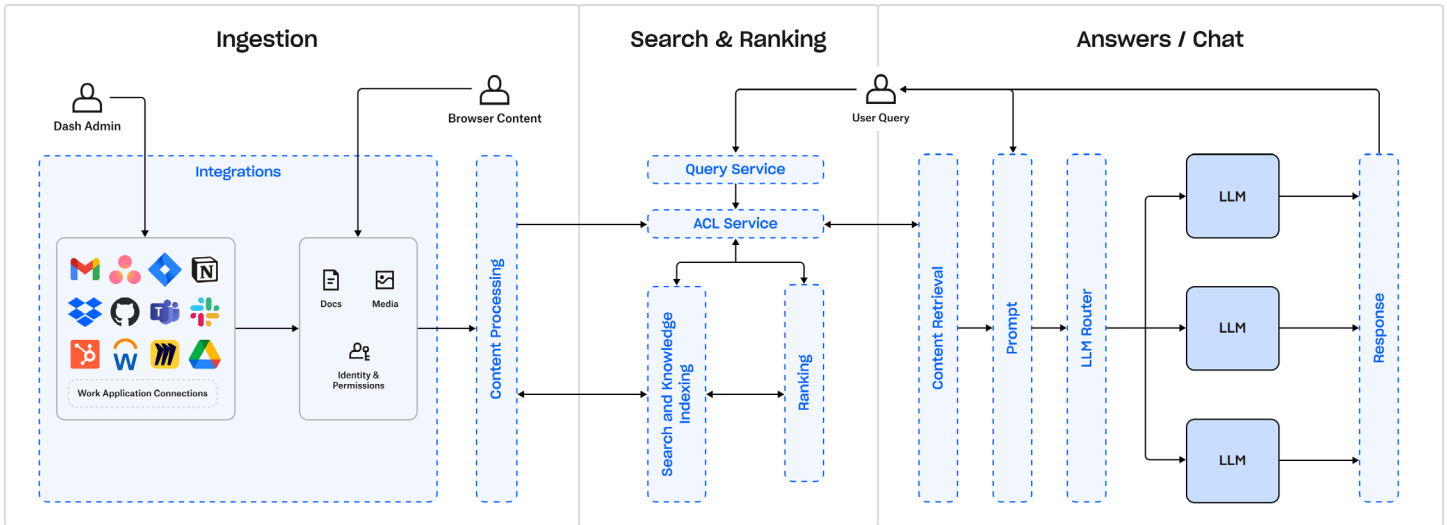 Ingestion
Search & Ranking
Answers / Chat
Dash Admin
Browser Content
User Query
Integrations
Work Application Connections
Docs
Media
Identity &
Permissions
Content Processing
Query Service
ACL Service
Search and Knowledge
Indexing
Ranking
Content Retrieval
Prompt
LLM Router
LLM
LLM
LLM
Response